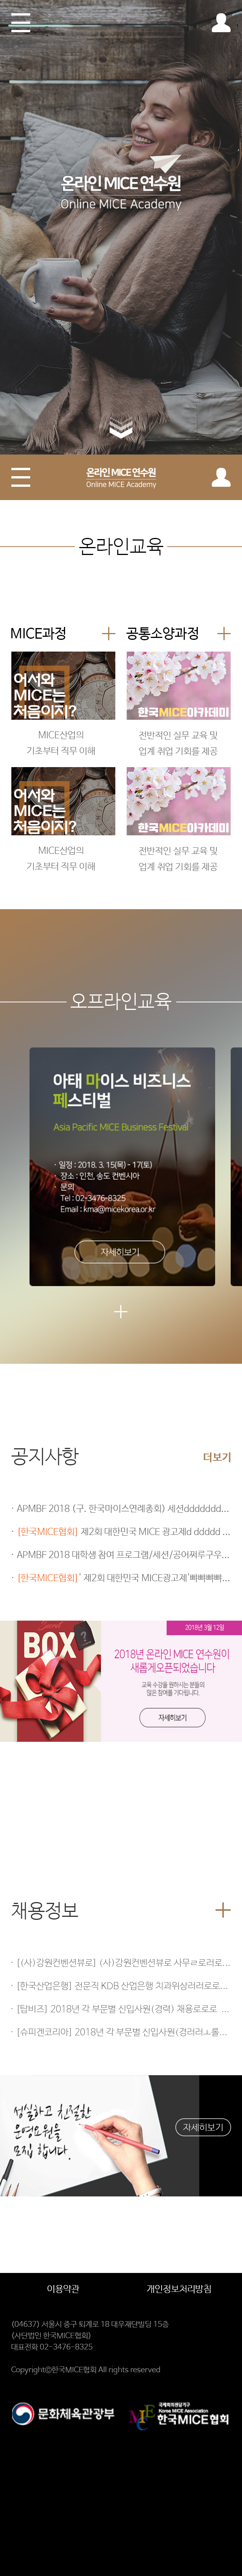 온라인 MICE 연수원
Online MICE Academy
온라인 MICE 연수원
Online MICE Academy
온라인교육
MICE과정
공통소양과정
어서와
MICE는
처음이지?
한국MICE아카데미
MICE산업의
기초부터 직무 이해
전반적인 실무 교육 및
업계 취업 기회를 제공
어서와
MICE는
처음이지?
한국MICE아카데미
MICE산업의
기초부터 직무 이해
전반적인 실무 교육 및
업계 취업 기회를 제공
오프라인교육
아태 마이스 비즈니스
페스티벌
Asia Pacific MICE Business Festival
· 일정 : 2018. 3. 15(목) - 17(토)
· 장소 : 인천, 송도 컨벤시아
· 문의
Tel : 02-3476-8325
Email : kma@micekorea.or.kr
자세히보기
공지사항
더보기
· APMBF 2018 (구. 한국마이스연례총회) 세션ddddddd...
· [한국MICE협회] 제2회 대한민국 MICE 광고제d ddddd ...
· APMBF 2018 대학생 참여 프로그램/세션/공어쩌루구우...
· [한국MICE협회]' 제2회 대한민국 MICE광고제'삐삐삐삐...
BOX
2018년 3월 12일
2018년 온라인 MICE 연수원이
새롭게오픈되었습니다
교육 수강을 원하시는 분들의
많은 참여를 기다립니다.
자세히보기
채용정보
· [(사)강원컨벤션뷰로] (사)강원컨벤션뷰로 사무ㄹ로러로...
· [한국산업은행] 전문직 KDB 산업은행 치과위상러러로로...
· [탑비즈] 2018년 각 부문별 신입사원(경력) 채용로로로 ...
· [슈피겐코리아] 2018년 각 부문별 신입사원(경러러ㅗ롤...
성실하고 친절한
운영요원을
모집 합니다.
자세히보기
이용약관
개인정보처리방침
(04637) 서울시 중구 퇴계로 18 대우재단빌딩 15층
(사단법인 한국MICE협회)
대표전화 02-3476-8325
Copyright©한국MICE협회 All rights reserved
문화체육관광부
국제회의전담기구
Korea MICE Association
MICE
한국MICE협회